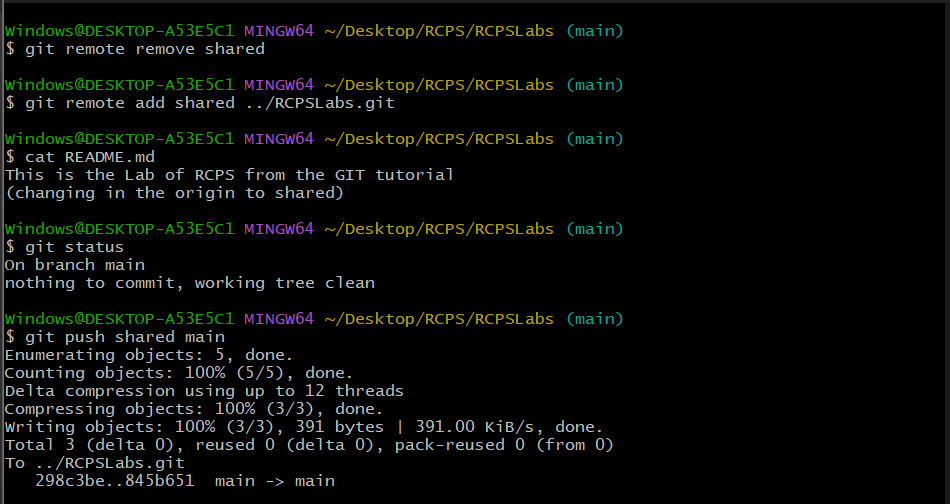 Windows@DESKTOP-A53E5C1 MINGW64 ~/Desktop/RCPS/RCPSLabs (main)
$ git remote remove shared
Windows@DESKTOP-A53E5C1 MINGW64 ~/Desktop/RCPS/RCPSLabs (main)
$ git remote add shared ../RCPSLabs.git
Windows@DESKTOP-A53E5C1 MINGW64 ~/Desktop/RCPS/RCPSLabs (main)
$ cat README.md
This is the Lab of RCPS from the GIT tutorial
(changing in the origin to shared)
Windows@DESKTOP-A53E5C1 MINGW64 ~/Desktop/RCPS/RCPSLabs (main)
$ git status
On branch main
nothing to commit, working tree clean
Windows@DESKTOP-A53E5C1 MINGW64 ~/Desktop/RCPS/RCPSLabs (main)
$ git push shared main
Enumerating objects: 5, done.
Counting objects: 100% (5/5), done.
Delta compression using up to 12 threads
Compressing objects: 100% (3/3), done.
Writing objects: 100% (3/3), 391 bytes | 391.00 KiB/s, done.
Total 3 (delta 0), reused 0 (delta 0), pack-reused 0 (from 0)
To ../RCPSLabs.git
   298c3be..845b651  main -> main